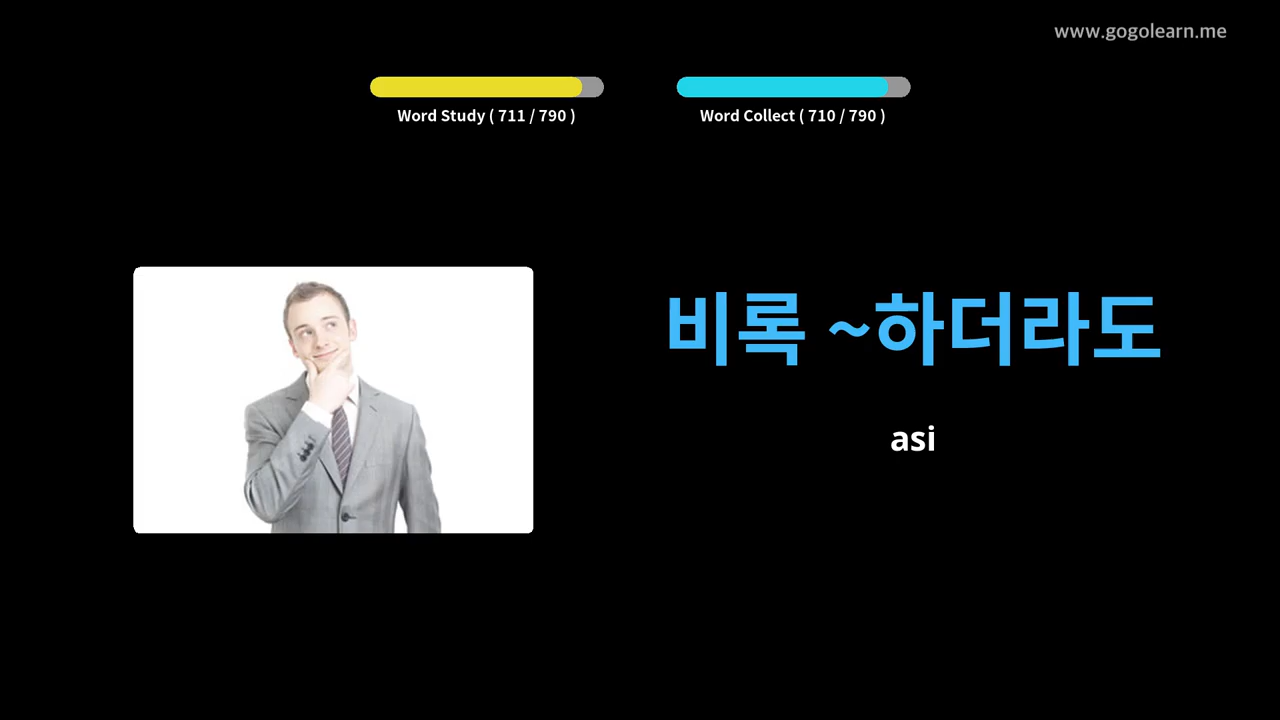 www.gogolearn.me
Word Study ( 711 / 790 )
Word Collect ( 710 / 790 )
비록 ~하더라도
asi